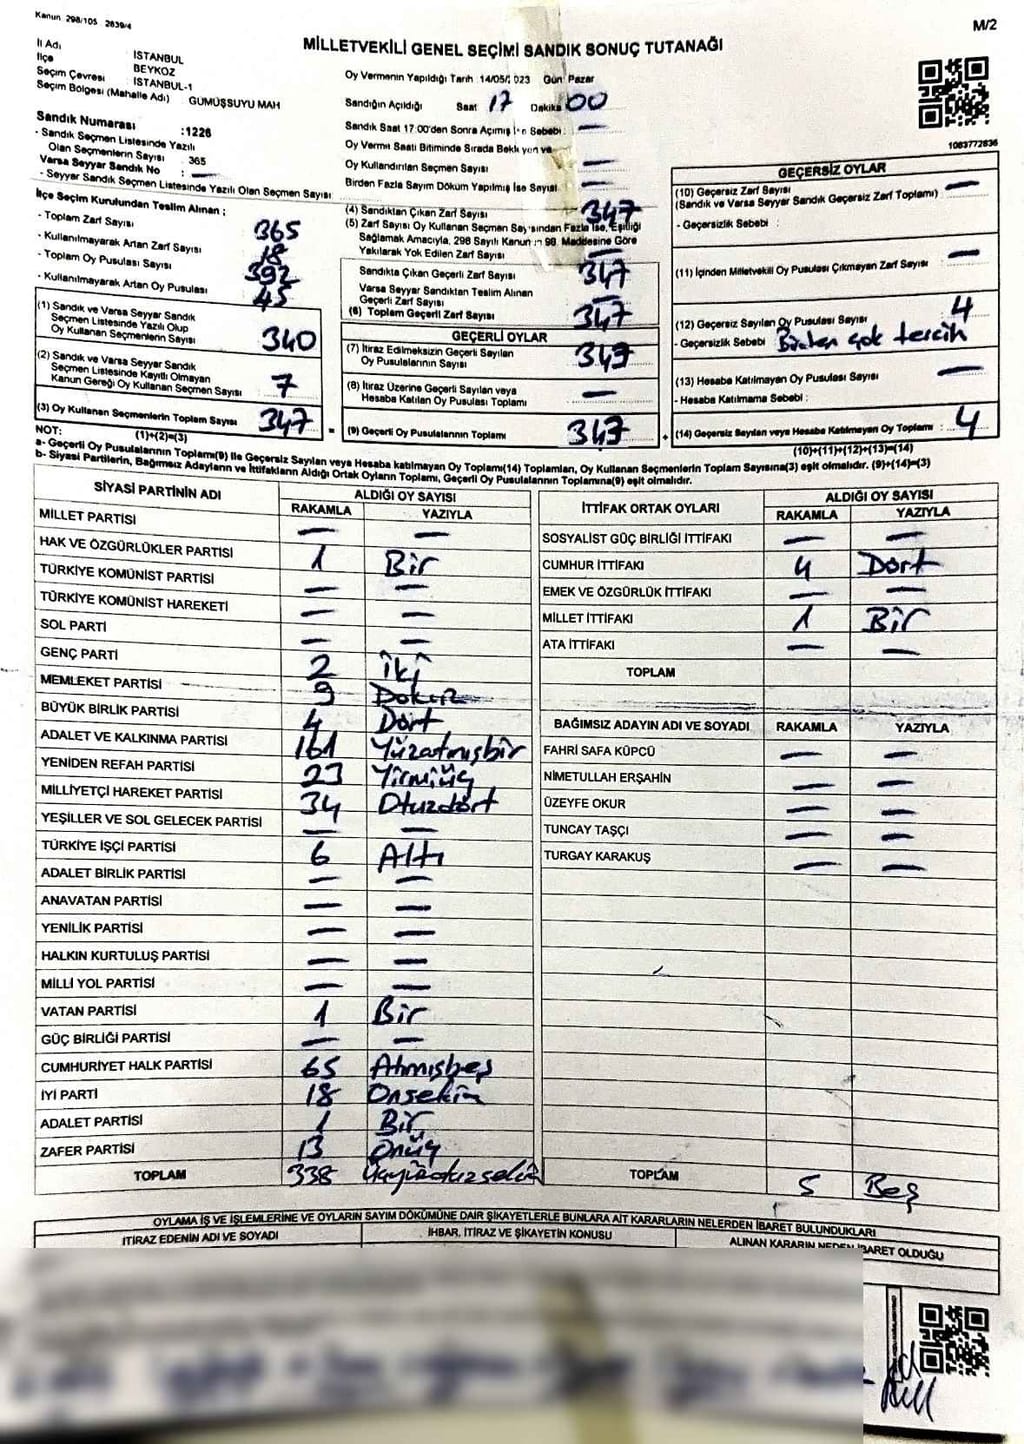 Kanun 298/105 2839/4
M/2
MİLLETVEKİLİ GENEL SEÇİMİ SANDIK SONUÇ TUTANAĞI
İl Adı : İSTANBUL
İlçe : BEYKOZ
Seçim Çevresi : İSTANBUL-1
Seçim Bölgesi (Mahalle Adı) : GÜMÜŞSUYU MAH
Sandık Numarası :1226
- Sandık Seçmen Listesinde Yazılı
Olan Seçmenlerin Sayısı : 365
Varsa Seyyar Sandık No : —
- Seyyar Sandık Seçmen Listesinde Yazılı Olan Seçmen Sayısı
Oy Vermenin Yapıldığı Tarih :14/05/ 023 Gün: Pazar
Sandığın Açıldığı Saat 17 Dakika 00
Sandık Saat 17:00'den Sonra Açılmış İse Sebebi : —
Oy Verme Saati Bitiminde Sırada Bekleyen ve
Oy Kullandırılan Seçmen Sayısı —
Birden Fazla Sayım Döküm Yapılmış İse Sayısı —
1083772636
İlçe Seçim Kurulundan Teslim Alınan ;
- Toplam Zarf Sayısı 365
- Kullanılmayarak Artan Zarf Sayısı 18
- Toplam Oy Pusulası Sayısı 392
- Kullanılmayarak Artan Oy Pusulası 45
(1) Sandık ve Varsa Seyyar Sandık
Seçmen Listesinde Yazılı Olup
Oy Kullanan Seçmenlerin Sayısı 340
(2) Sandık ve Varsa Seyyar Sandık
Seçmen Listesinde Kayıtlı Olmayan
Kanun Gereği Oy Kullanan Seçmen Sayısı 7
(3) Oy Kullanan Seçmenlerin Toplam Sayısı 347
(1)+(2)=(3)
(4) Sandıktan Çıkan Zarf Sayısı 347
(5) Zarf Sayısı Oy Kullanan Seçmen Sayısından Fazla İse, Eşitliği
Sağlamak Amacıyla, 298 Sayılı Kanun'un 98. Maddesine Göre
Yakılarak Yok Edilen Zarf Sayısı —
Sandıkta Çıkan Geçerli Zarf Sayısı 347
Varsa Seyyar Sandıktan Teslim Alınan
Geçerli Zarf Sayısı —
(6) Toplam Geçerli Zarf Sayısı 347
GEÇERLİ OYLAR
(7) İtiraz Edilmeksizin Geçerli Sayılan
Oy Pusulalarının Sayısı 343
(8) İtiraz Üzerine Geçerli Sayılan veya
Hesaba Katılan Oy Pusulası Toplamı —
= (9) Geçerli Oy Pusulalarının Toplamı 343
GEÇERSİZ OYLAR
(10) Geçersiz Zarf Sayısı
(Sandık ve Varsa Seyyar Sandık Geçersiz Zarf Toplamı) —
- Geçersizlik Sebebi :
(11) İçinden Milletvekili Oy Pusulası Çıkmayan Zarf Sayısı —
(12) Geçersiz Sayılan Oy Pusulası Sayısı 4
- Geçersizlik Sebebi Birden çok tercih
(13) Hesaba Katılmayan Oy Pusulası Sayısı —
- Hesaba Katılmama Sebebi :
+ (14) Geçersiz Sayılan veya Hesaba Katılmayan Oy Toplamı : 4
(10)+(11)+(12)+(13)=(14)
NOT:
a- Geçerli Oy Pusulalarının Toplamı(9) ile Geçersiz Sayılan veya Hesaba katılmayan Oy Toplamı(14) Toplamları, Oy Kullanan Seçmenlerin Toplam Sayısına(3) eşit olmalıdır. (9)+(14)=(3)
b- Siyasi Partilerin, Bağımsız Adayların ve İttifakların Aldığı Ortak Oyların Toplamı, Geçerli Oy Pusulalarının Toplamına(9) eşit olmalıdır.
SİYASİ PARTİNİN ADI ALDIĞI OY SAYISI
RAKAMLA YAZIYLA
MİLLET PARTİSİ — —
HAK VE ÖZGÜRLÜKLER PARTİSİ 1 Bir
TÜRKİYE KOMÜNİST PARTİSİ — —
TÜRKİYE KOMÜNİST HAREKETİ — —
SOL PARTİ — —
GENÇ PARTİ 2 İki
MEMLEKET PARTİSİ 9 Dokuz
BÜYÜK BİRLİK PARTİSİ 4 Dört
ADALET VE KALKINMA PARTİSİ 161 Yüzatmışbir
YENİDEN REFAH PARTİSİ 23 Yirmiüç
MİLLİYETÇİ HAREKET PARTİSİ 34 Otuzdört
YEŞİLLER VE SOL GELECEK PARTİSİ — —
TÜRKİYE İŞÇİ PARTİSİ 6 Altı
ADALET BİRLİK PARTİSİ — —
ANAVATAN PARTİSİ — —
YENİLİK PARTİSİ — —
HALKIN KURTULUŞ PARTİSİ — —
MİLLİ YOL PARTİSİ — —
VATAN PARTİSİ 1 Bir
GÜÇ BİRLİĞİ PARTİSİ — —
CUMHURİYET HALK PARTİSİ 65 Atmışbeş
İYİ PARTİ 18 Onsekiz
ADALET PARTİSİ 1 Bir
ZAFER PARTİSİ 13 Onüç
TOPLAM 338 Üçyüzotuzsekiz
İTTİFAK ORTAK OYLARI ALDIĞI OY SAYISI
RAKAMLA YAZIYLA
SOSYALİST GÜÇ BİRLİĞİ İTTİFAKI — —
CUMHUR İTTİFAKI 4 Dört
EMEK VE ÖZGÜRLÜK İTTİFAKI — —
MİLLET İTTİFAKI 1 Bir
ATA İTTİFAKI — —
TOPLAM
BAĞIMSIZ ADAYIN ADI VE SOYADI RAKAMLA YAZIYLA
FAHRİ SAFA KÜPCÜ — —
NİMETULLAH ERŞAHİN — —
ÜZEYFE OKUR — —
TUNCAY TAŞÇI — —
TURGAY KARAKUŞ — —
TOPLAM 5 Beş
OYLAMA İŞ VE İŞLEMLERİNE VE OYLARIN SAYIM DÖKÜMÜNE DAİR ŞİKAYETLERLE BUNLARA AİT KARARLARIN NELERDEN İBARET BULUNDUKLARI
İTİRAZ EDENİN ADI VE SOYADI İHBAR, İTİRAZ VE ŞİKAYETİN KONUSU ALINAN KARARIN NEDEN İBARET OLDUĞU